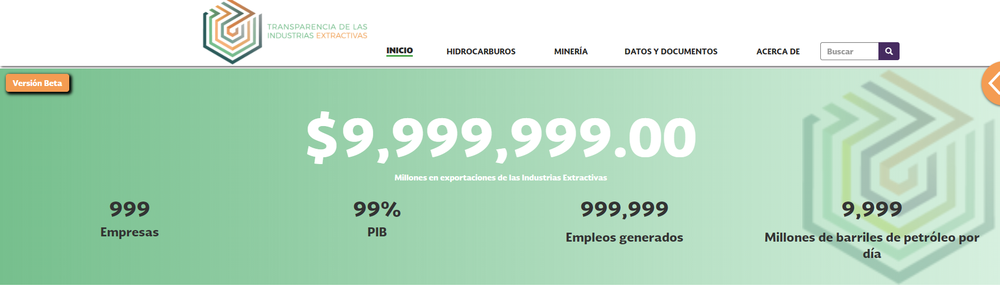 TRANSPARENCIA DE LAS
INDUSTRIAS EXTRACTIVAS
INICIO
HIDROCARBUROS
MINERÍA
DATOS Y DOCUMENTOS
ACERCA DE
Buscar
Versión Beta
$9,999,999.00
Millones en exportaciones de las Industrias Extractivas
999
Empresas
99%
PIB
999,999
Empleos generados
9,999
Millones de barriles de petróleo por
día